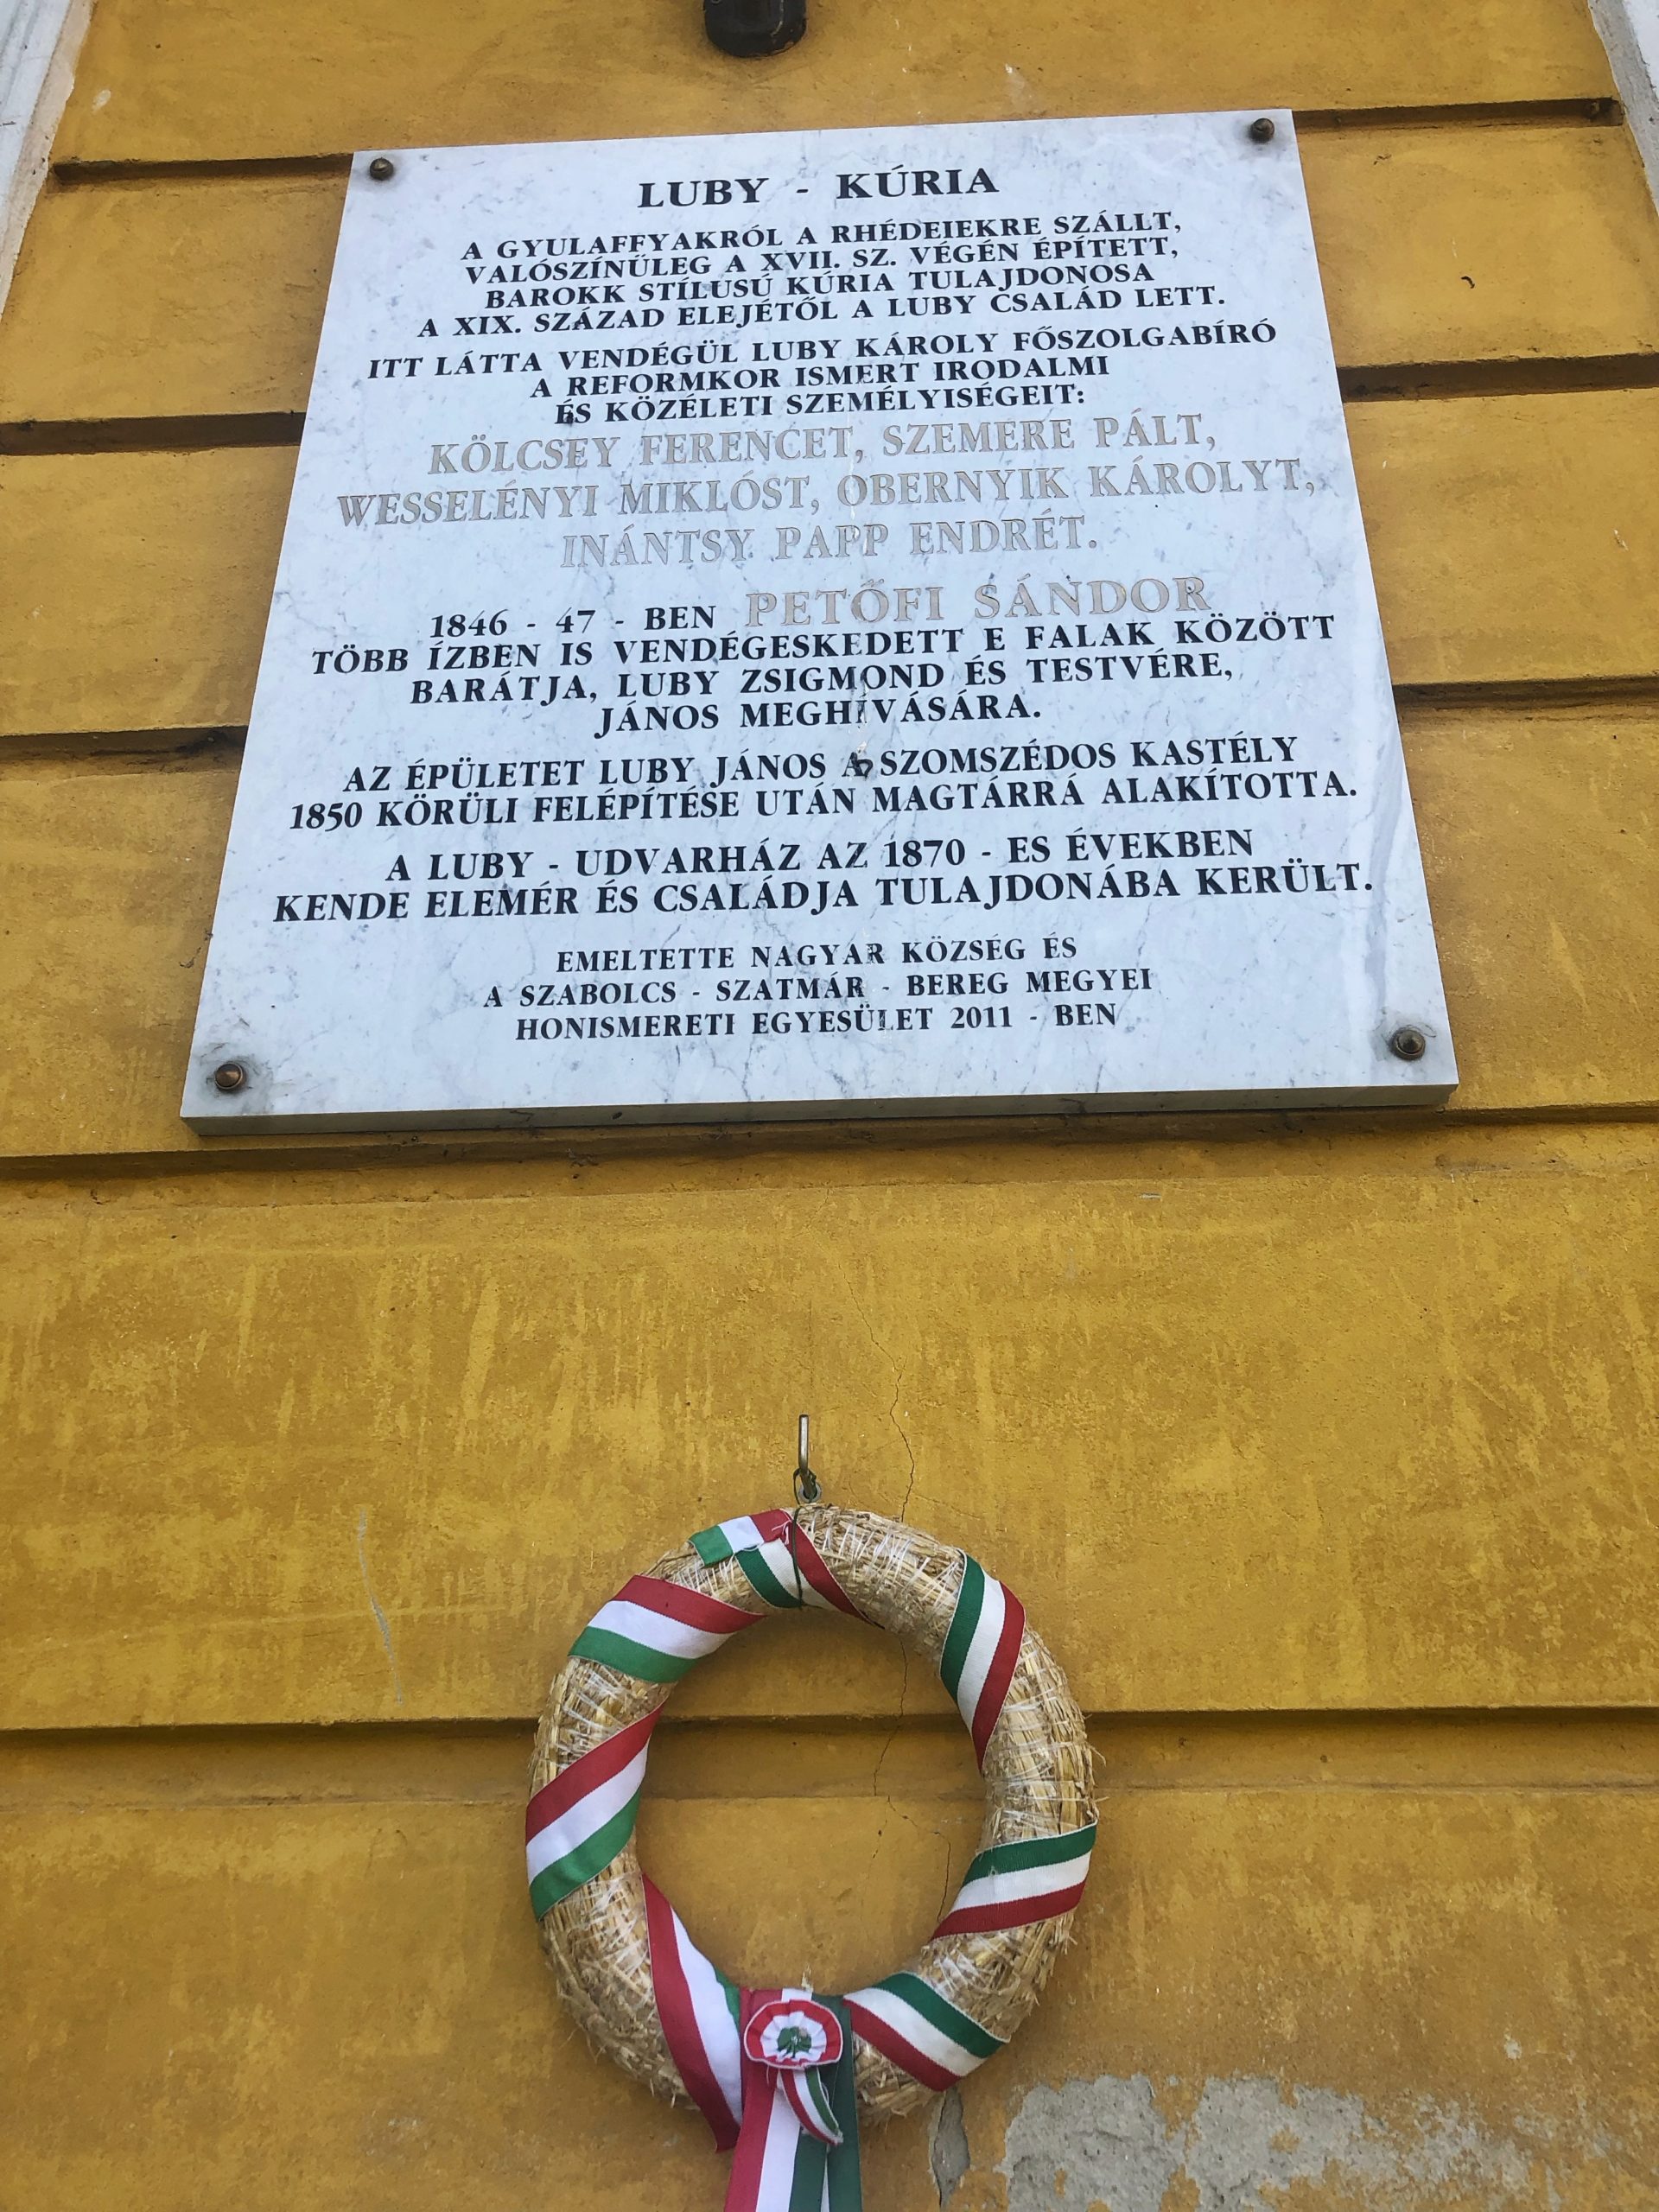 LUBY - KÚRIA
A GYULAFFYAKRÓL A RHÉDEIEKRE SZÁLLT,
VALÓSZÍNŰLEG A XVII. SZ. VÉGÉN ÉPÍTETT,
BAROKK STÍLUSÚ KÚRIA TULAJDONOSA
A XIX. SZÁZAD ELEJÉTŐL A LUBY CSALÁD LETT.
ITT LÁTTA VENDÉGÜL LUBY KÁROLY FŐSZOLGABÍRÓ
A REFORMKOR ISMERT IRODALMI
ÉS KÖZÉLETI SZEMÉLYISÉGEIT:
KÖLCSEY FERENCET, SZEMERE PÁLT,
WESSELÉNYI MIKLÓST, OBERNYIK KÁROLYT,
INÁNTSY PAPP ENDRÉT.
1846 - 47 - BEN PETŐFI SÁNDOR
TÖBB ÍZBEN IS VENDÉGESKEDETT E FALAK KÖZÖTT
BARÁTJA, LUBY ZSIGMOND ÉS TESTVÉRE,
JÁNOS MEGHÍVÁSÁRA.
AZ ÉPÜLETET LUBY JÁNOS A SZOMSZÉDOS KASTÉLY
1850 KÖRÜLI FELÉPÍTÉSE UTÁN MAGTÁRRÁ ALAKÍTOTTA.
A LUBY - UDVARHÁZ AZ 1870 - ES ÉVEKBEN
KENDE ELEMÉR ÉS CSALÁDJA TULAJDONÁBA KERÜLT.
EMELTETTE NAGYAR KÖZSÉG ÉS
A SZABOLCS - SZATMÁR - BEREG MEGYEI
HONISMERETI EGYESÜLET 2011 - BEN